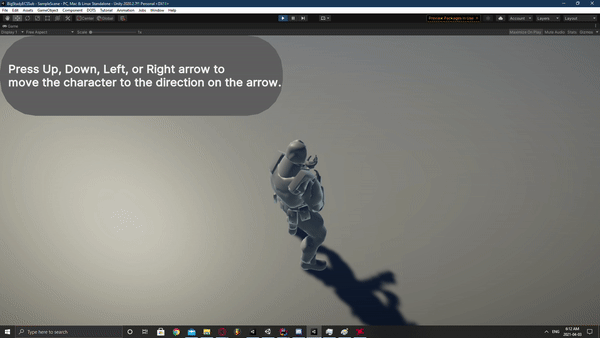 BigStudyECSDuk - SampleScene - PC, Mac & Linux Standalone - Unity 2020.2.7f1 Personal <DX11>
File Edit Assets GameObject Component DOTS Tutorial Animation Jobs Window Help
Center Global
Preview Packages in Use Account Layers Layout
Game
Display 1 Free Aspect Scale 1x Maximize On Play Mute Audio Stats Gizmos
Press Up, Down, Left, or Right arrow to
move the character to the direction on the arrow.
Type here to search
ENG
6:12 AM
2021-04-03